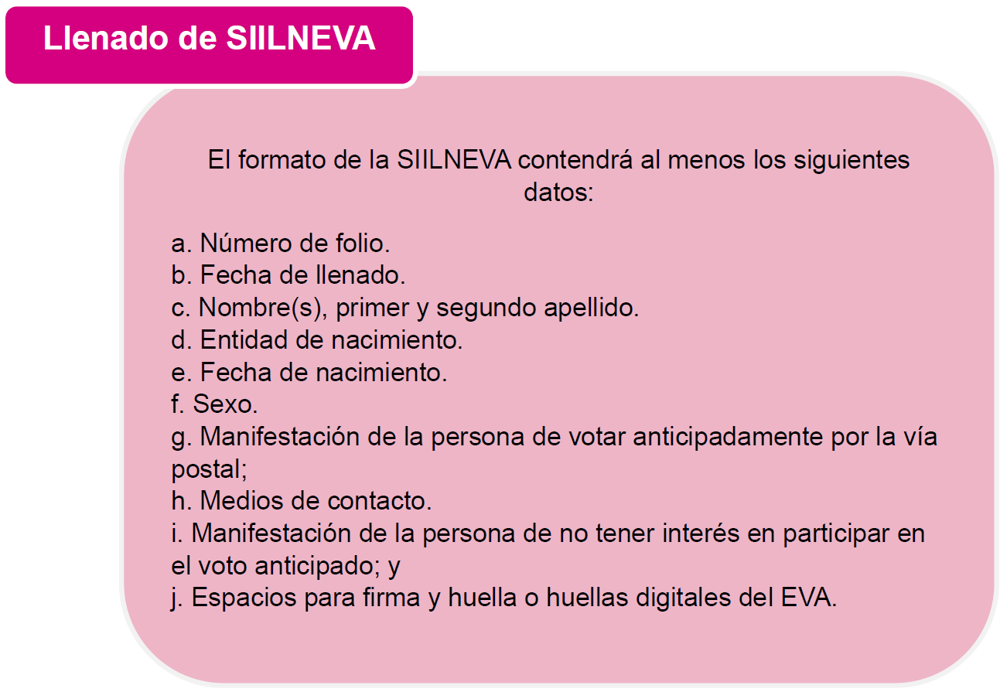 Llenado de SIILNEVA
El formato de la SIILNEVA contendrá al menos los siguientes
datos:
a. Número de folio.
b. Fecha de llenado.
c. Nombre(s), primer y segundo apellido.
d. Entidad de nacimiento.
e. Fecha de nacimiento.
f. Sexo.
g. Manifestación de la persona de votar anticipadamente por la vía
postal;
h. Medios de contacto.
i. Manifestación de la persona de no tener interés en participar en
el voto anticipado; y
j. Espacios para firma y huella o huellas digitales del EVA.